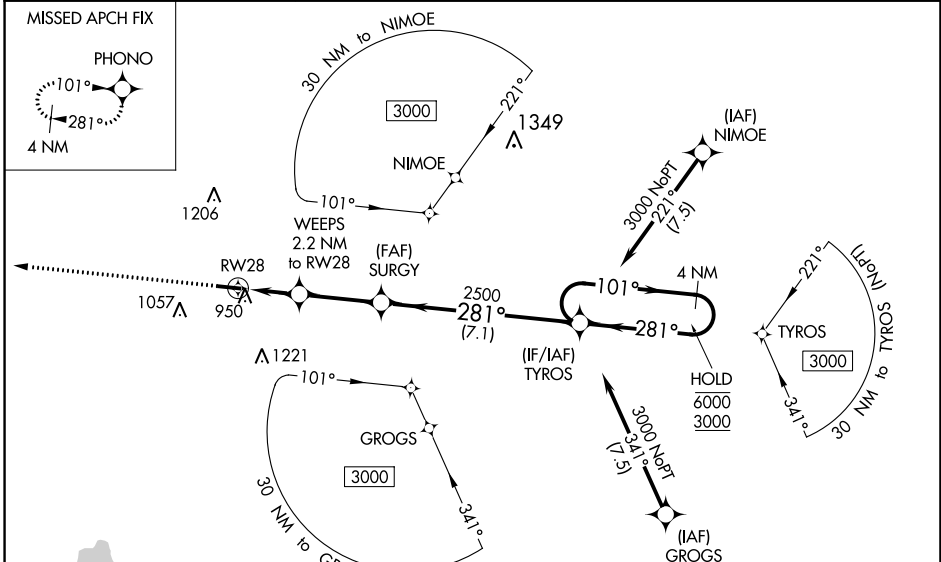 MISSED APCH FIX
PHONO
101°
281°
4 NM
30 NM to NIMOE
3000
221°
NIMOE
101°
1349
(IAF)
NIMOE
3000 NoPT
221°
(7.5)
1206
WEEPS
2.2 NM
to RW28
(FAF)
SURGY
RW28
1057
950
2500
281°
(7.1)
(IF/IAF)
TYROS
101°
4 NM
281°
HOLD
6000
3000
221°
TYROS
3000
341°
30 NM to TYROS (NoPT)
1221
101°
GROGS
3000
341°
30 NM to GR
3000 NoPT
341°
(7.5)
(IAF)
GROGS